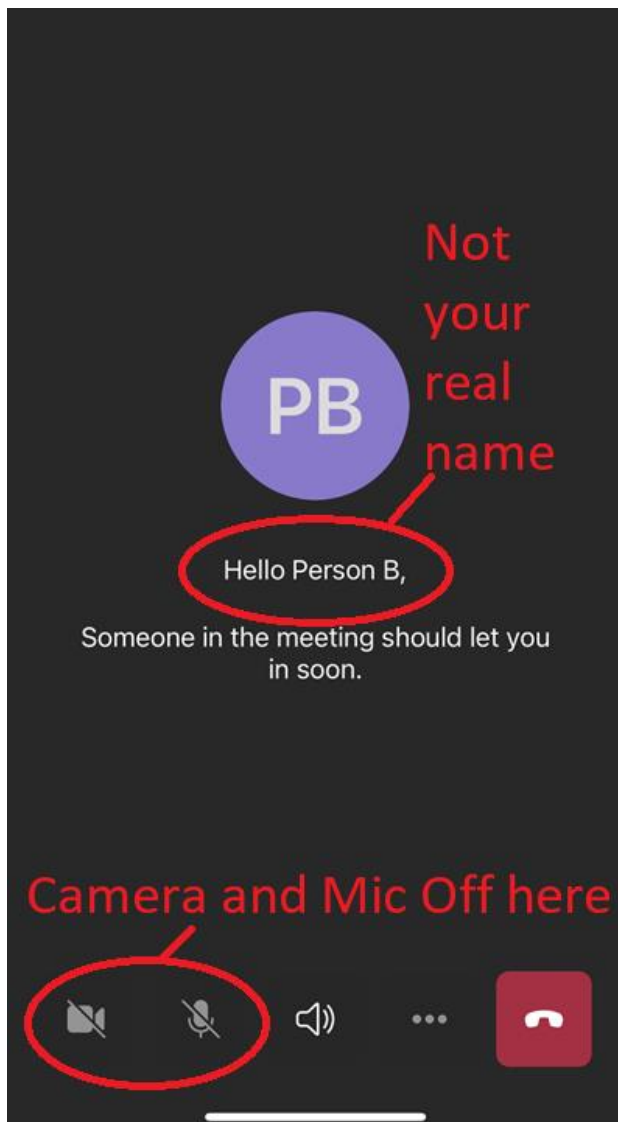 Not
your
real
name
PB
Hello Person B,
Someone in the meeting should let you
in soon.
Camera and Mic Off here